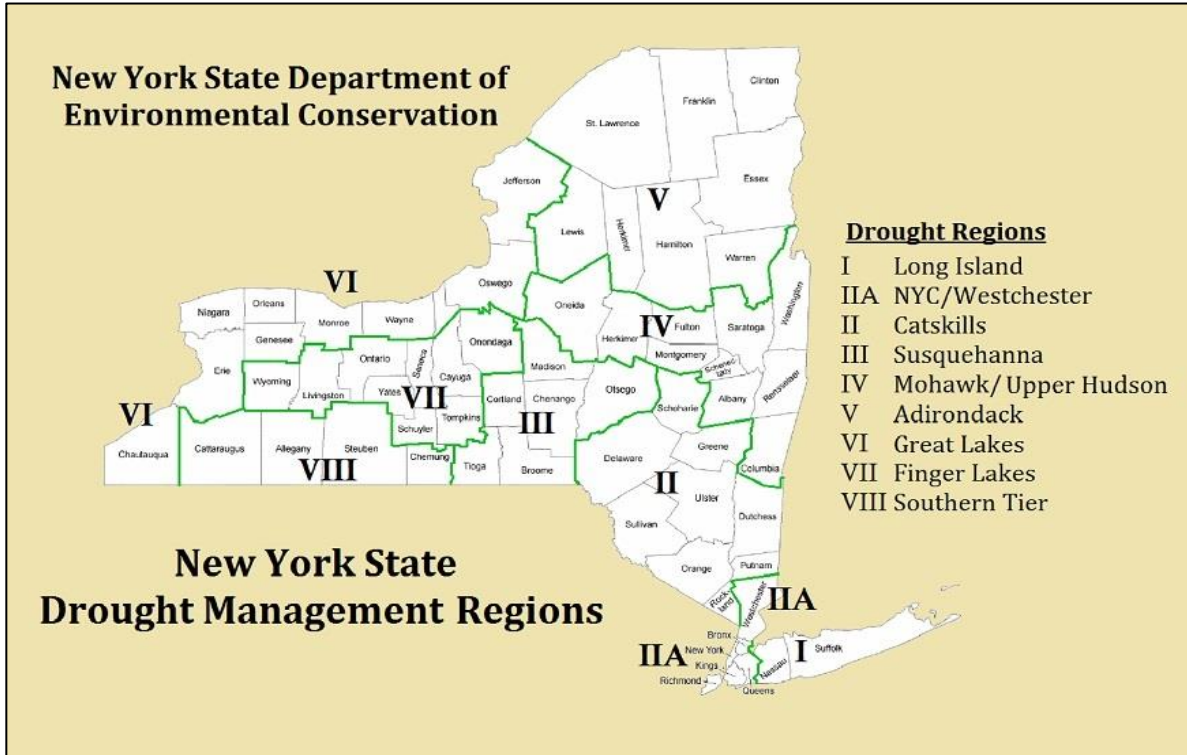 New York State Department of
Environmental Conservation
Clinton
Franklin
St. Lawrence
Essex
Jefferson
V
Lewis
Herkimer
Hamilton
Warren
VI
Oswego
Oneida
Washington
Niagara
Orleans
Monroe
Wayne
Genesee
IV
Fulton
Saratoga
Herkimer
Montgomery
Schenec-
tady
Onondaga
Madison
Ontario
Seneca
Cayuga
Erie
Wyoming
Livingston
Yates
VII
Otsego
Schoharie
Albany
Rensselaer
Cortland
Chenango
III
Tompkins
Schuyler
VI
Chautauqua
Cattaraugus
Allegany
Steuben
VIII
Chemung
Tioga
Broome
Delaware
Greene
Columbia
II
Ulster
Sullivan
Dutchess
Orange
Putnam
Rock-
land
Westchester
IIA
Bronx
New York
IIA
Kings
Richmond
Queens
Nassau
I
Suffolk
Drought Regions
I Long Island
IIA NYC/Westchester
II Catskills
III Susquehanna
IV Mohawk/ Upper Hudson
V Adirondack
VI Great Lakes
VII Finger Lakes
VIII Southern Tier
New York State
Drought Management Regions